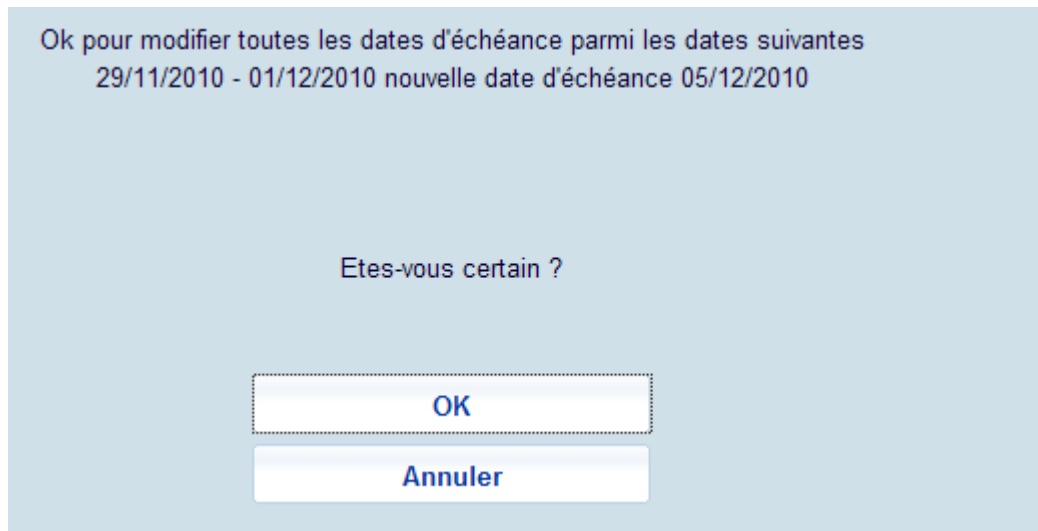 Ok pour modifier toutes les dates d'échéance parmi les dates suivantes
29/11/2010 - 01/12/2010 nouvelle date d'échéance 05/12/2010
Etes-vous certain ?
OK
Annuler